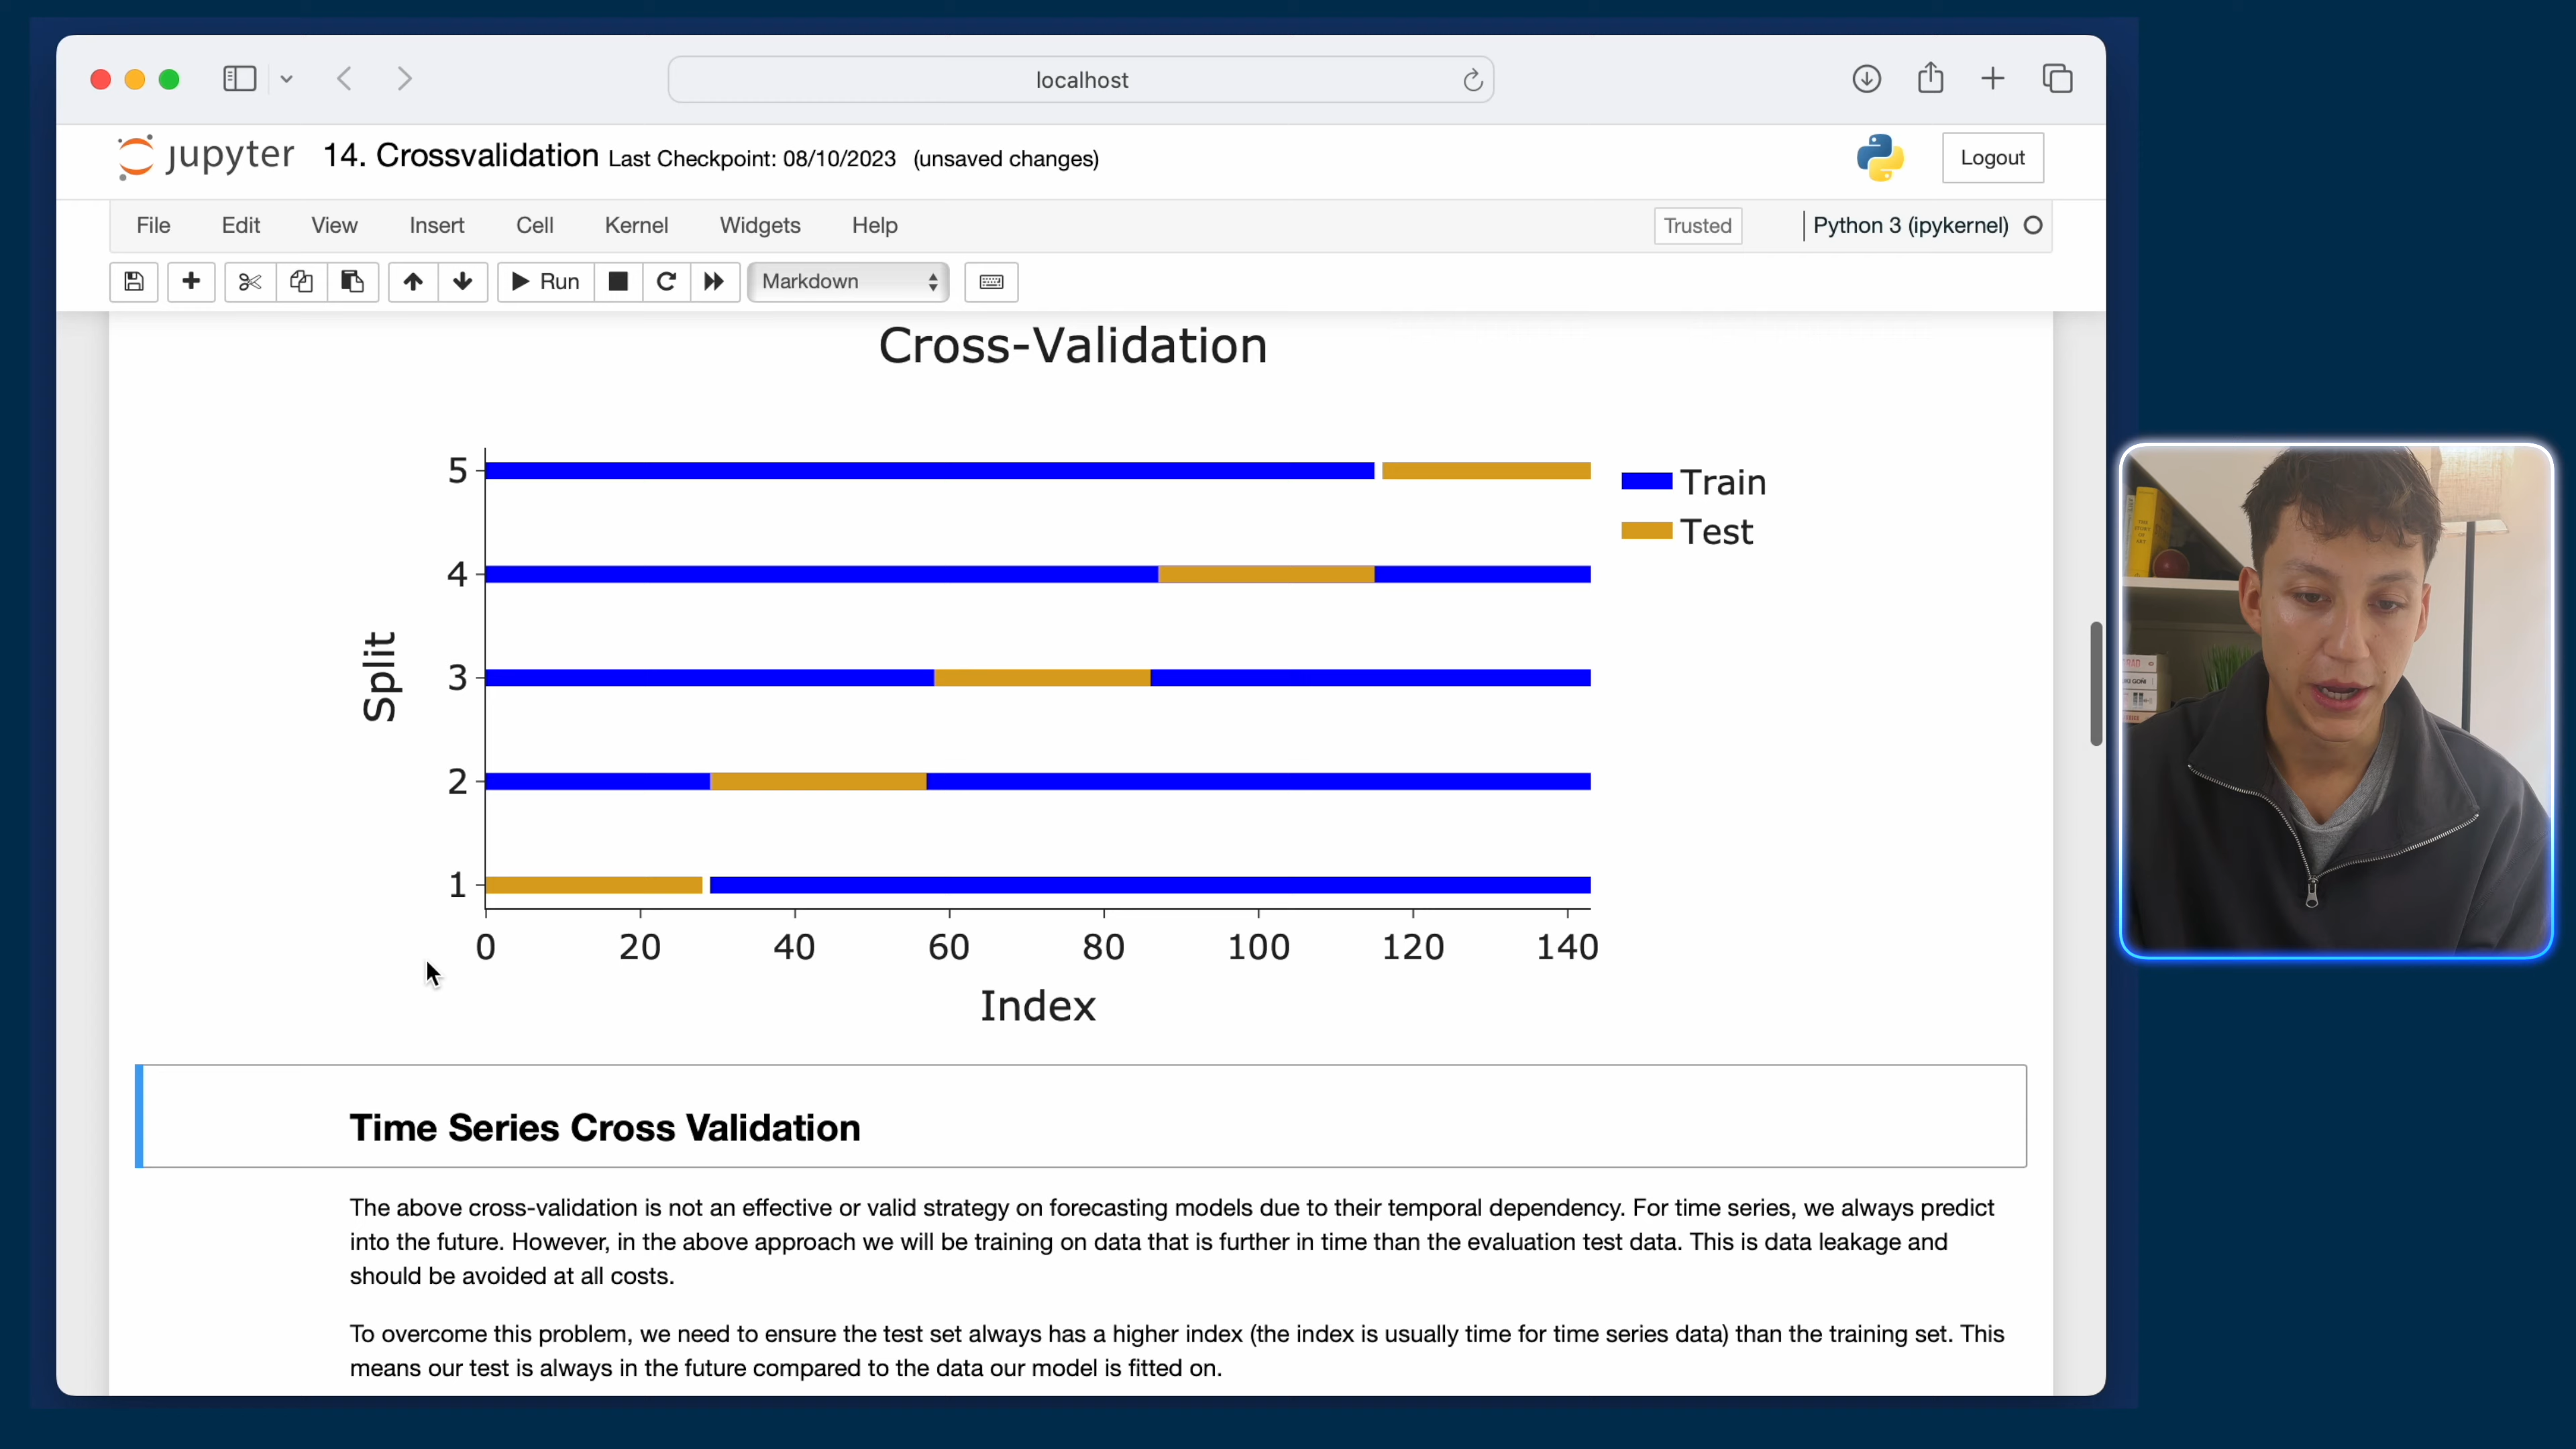 localhost
jupyter 14. Crossvalidation Last Checkpoint: 08/10/2023 (unsaved changes)
Logout
File Edit View Insert Cell Kernel Widgets Help
Trusted
Python 3 (ipykernel)
Run
Markdown
Cross-Validation
5
Train
Test
4
Split
3
2
1
0 20 40 60 80 100 120 140
Index
Time Series Cross Validation
The above cross-validation is not an effective or valid strategy on forecasting models due to their temporal dependency. For time series, we always predict
into the future. However, in the above approach we will be training on data that is further in time than the evaluation test data. This is data leakage and
should be avoided at all costs.
To overcome this problem, we need to ensure the test set always has a higher index (the index is usually time for time series data) than the training set. This
means our test is always in the future compared to the data our model is fitted on.